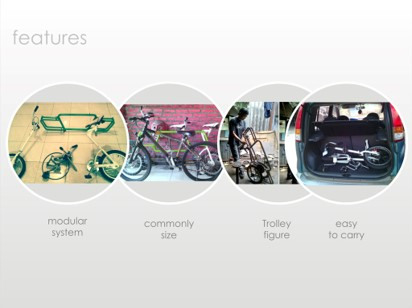 features
modular
system
commonly
size
Trolley
figure
easy
to carry